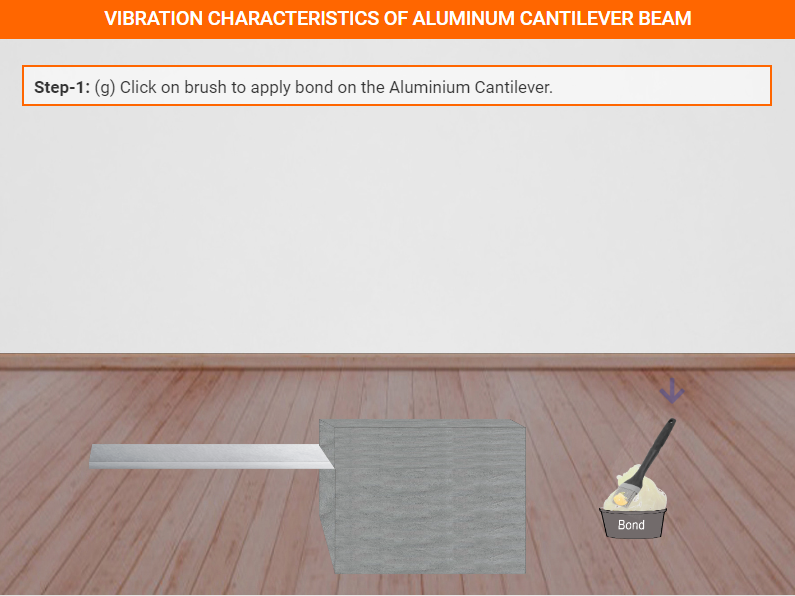 VIBRATION CHARACTERISTICS OF ALUMINUM CANTILEVER BEAM
Step-1: (g) Click on brush to apply bond on the Aluminium Cantilever.
Bond